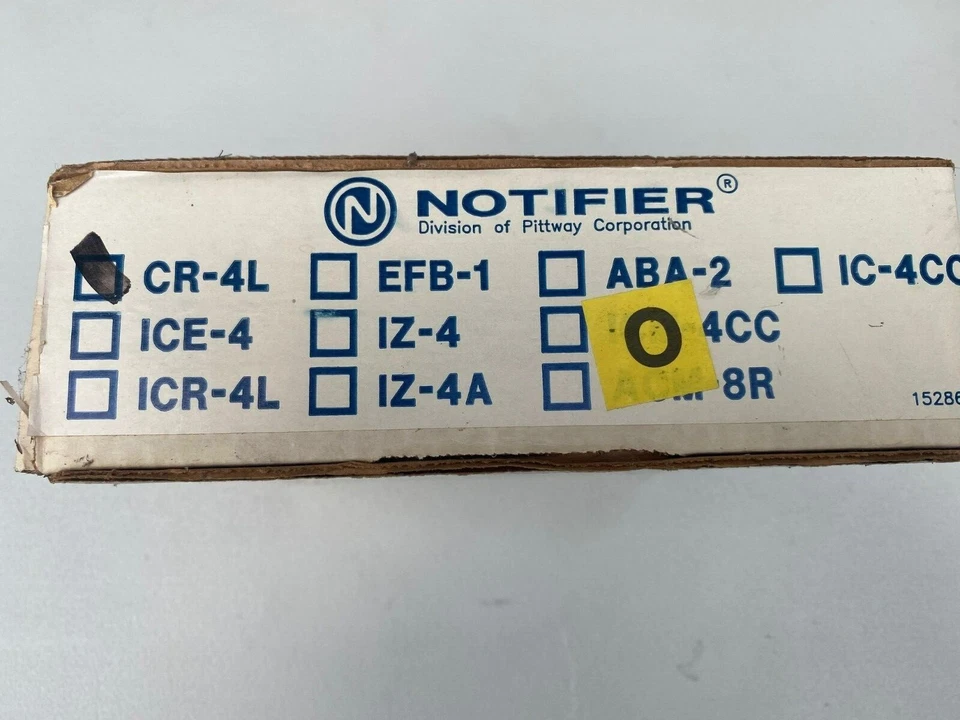 N NOTIFIER ®
Division of Pittway Corporation
CR-4L EFB-1 ABA-2 IC-4CC
ICE-4 IZ-4 4CC
ICR-4L IZ-4A AOM-8R
O
15286